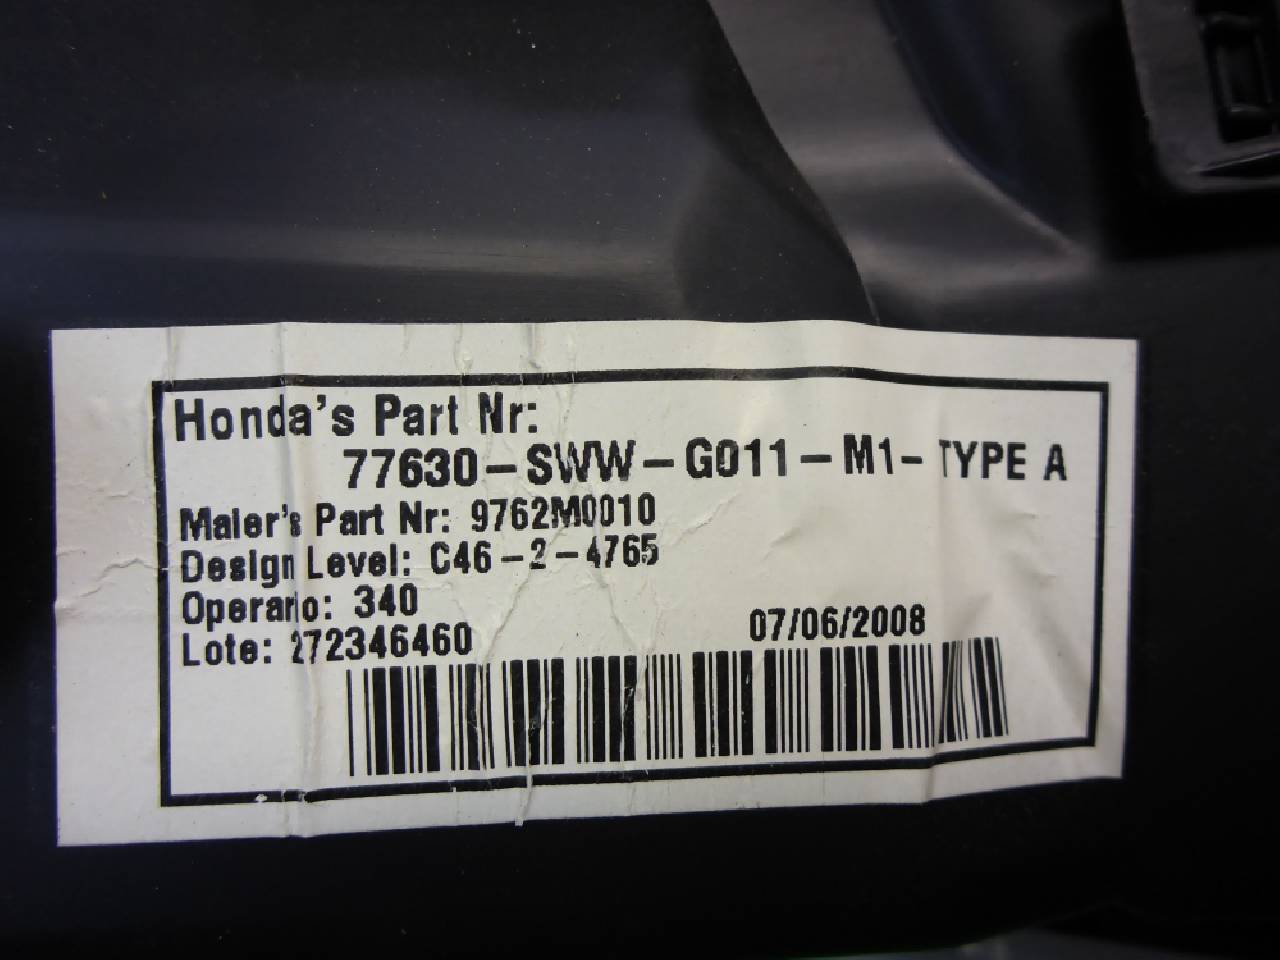 Honda's Part Nr:
77630-SWW-G011-M1-TYPE A
Maier's Part Nr: 9762M0010
Design Level: C46-2-4765
Operario: 340
Lote: 272346460
07/06/2008